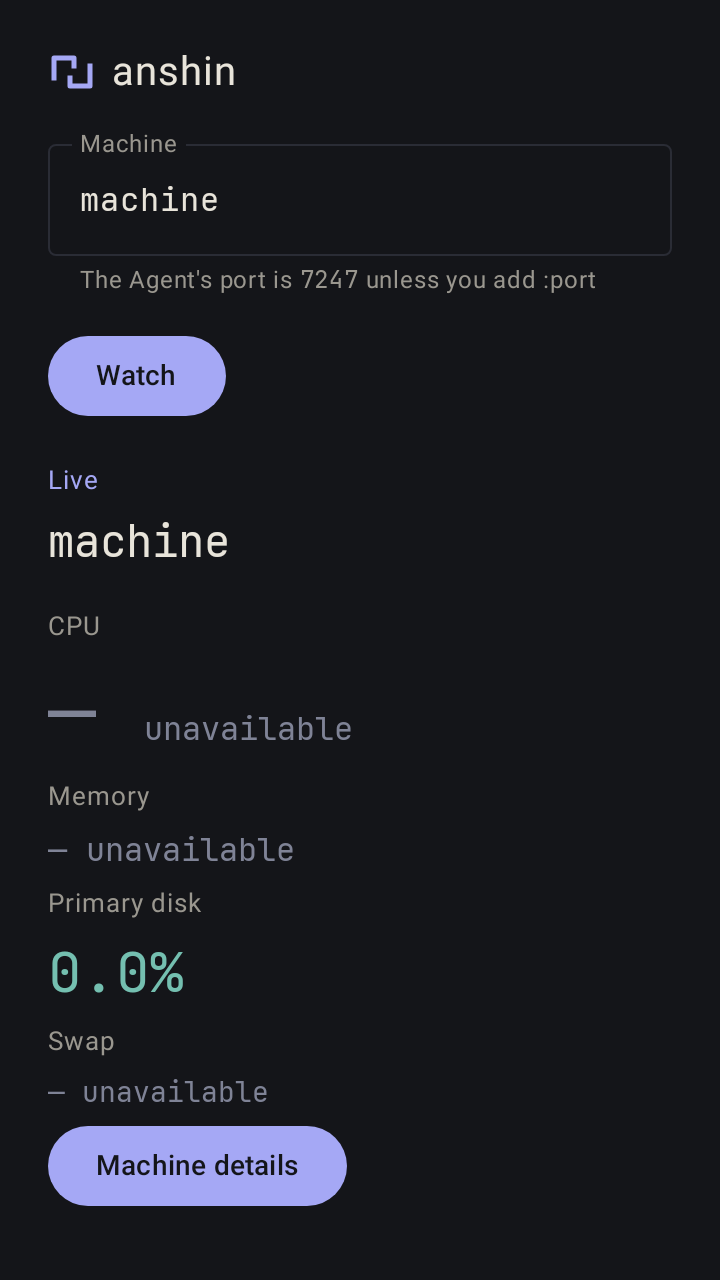 anshin
Machine
machine
The Agent's port is 7247 unless you add :port
Watch
Live
machine
CPU
— unavailable
Memory
— unavailable
Primary disk
0.0%
Swap
— unavailable
Machine details